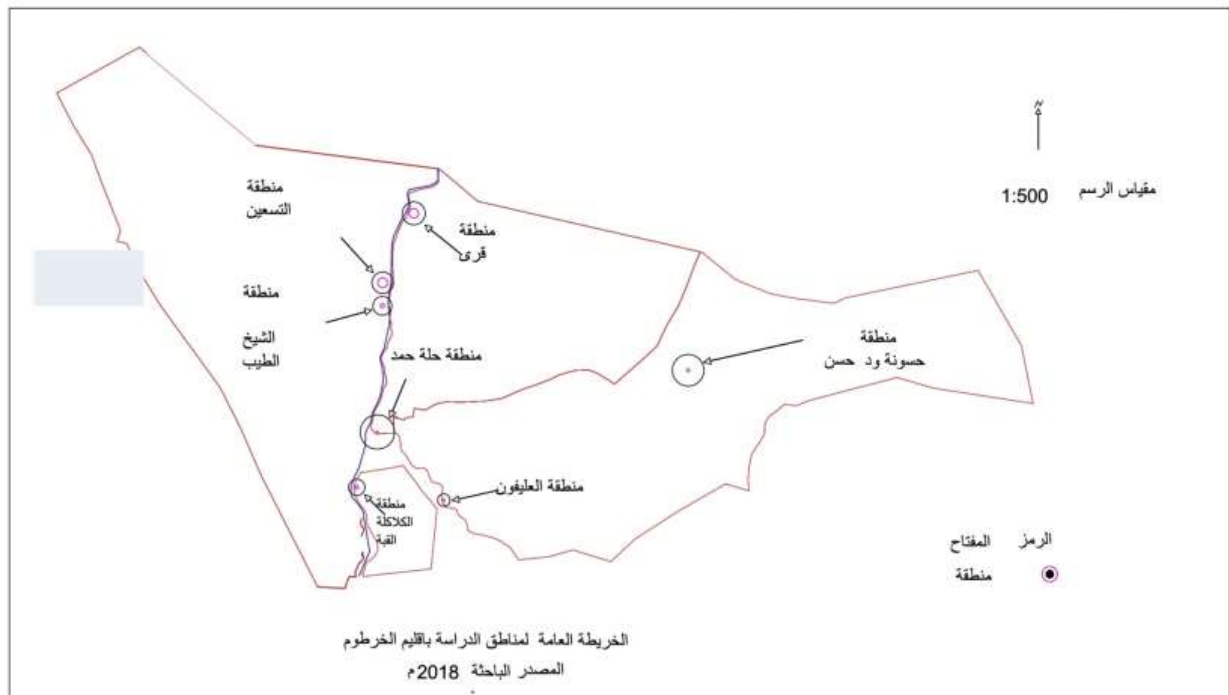 N
مقياس الرسم 1:500
منطقة
التسعين
منطقة
قرى
منطقة
الشيخ
الطيب
منطقة حلة حمد
منطقة
حسونة ود حسن
منطقة العليفون
منطقة
الكلاكلة
القبة
الرمز المفتاح
منطقة
الخريطة العامة لمناطق الدراسة باقليم الخرطوم
المصدر الباحثة 2018م